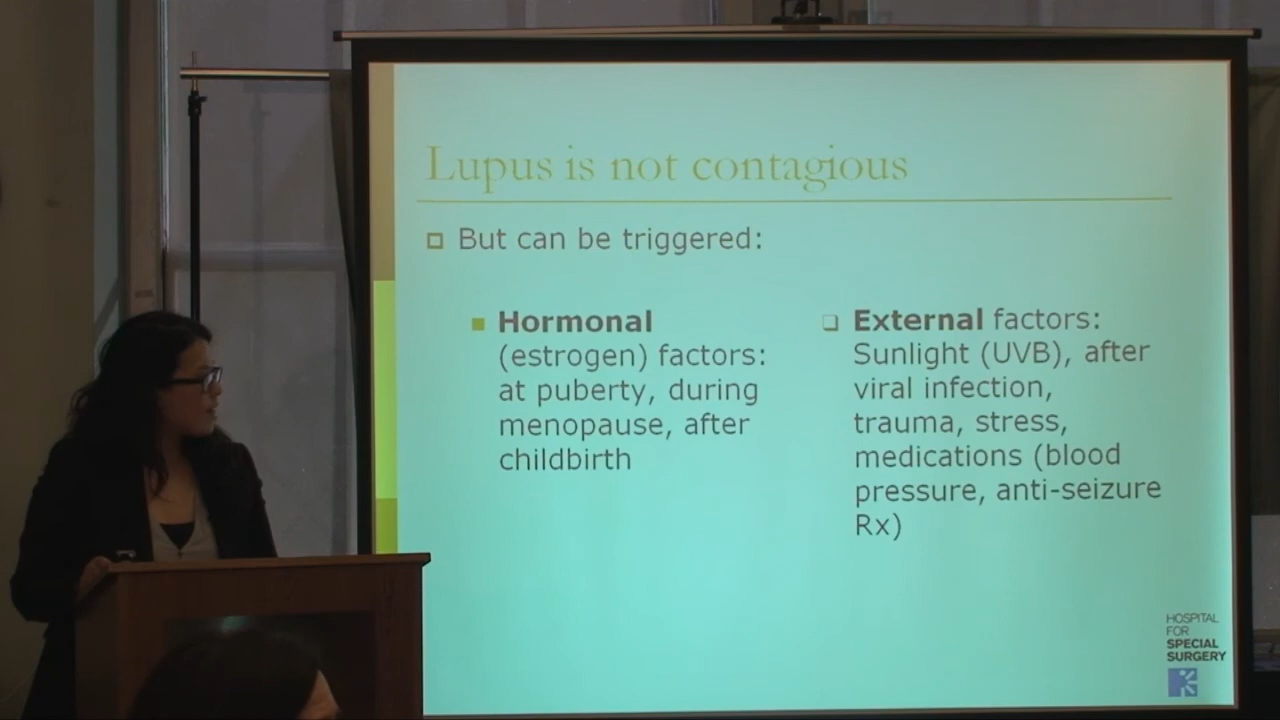 Lupus is not contagious
But can be triggered:
Hormonal
(estrogen) factors:
at puberty, during
menopause, after
childbirth
External factors:
Sunlight (UVB), after
viral infection,
trauma, stress,
medications (blood
pressure, anti-seizure
Rx)
HOSPITAL
FOR
SPECIAL
SURGERY